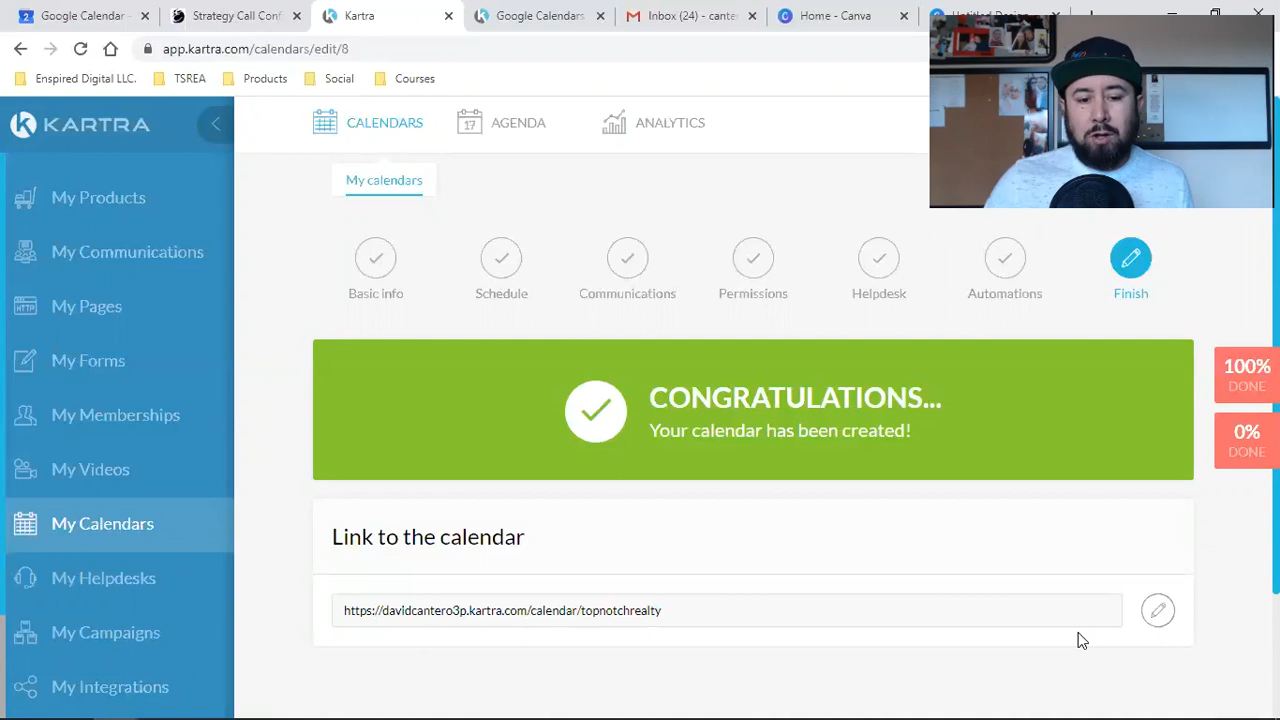 Google Calendar
Strategy
Kartra
Google Calendars
Inbox (24) - cant
Home - Canva
app.kartra.com/calendars/edit/8
Enspired Digital LLC.
TSREA
Products
Social
Courses
KARTRA
CALENDARS
17
AGENDA
ANALYTICS
My calendars
My Products
My Communications
HTTP
My Pages
My Forms
My Memberships
My Videos
My Calendars
My Helpdesks
My Campaigns
My Integrations
Basic info
Schedule
Communications
Permissions
Helpdesk
Automations
Finish
CONGRATULATIONS...
Your calendar has been created!
100%
DONE
0%
DONE
Link to the calendar
https://davidcantero3p.kartra.com/calendar/topnotchrealty